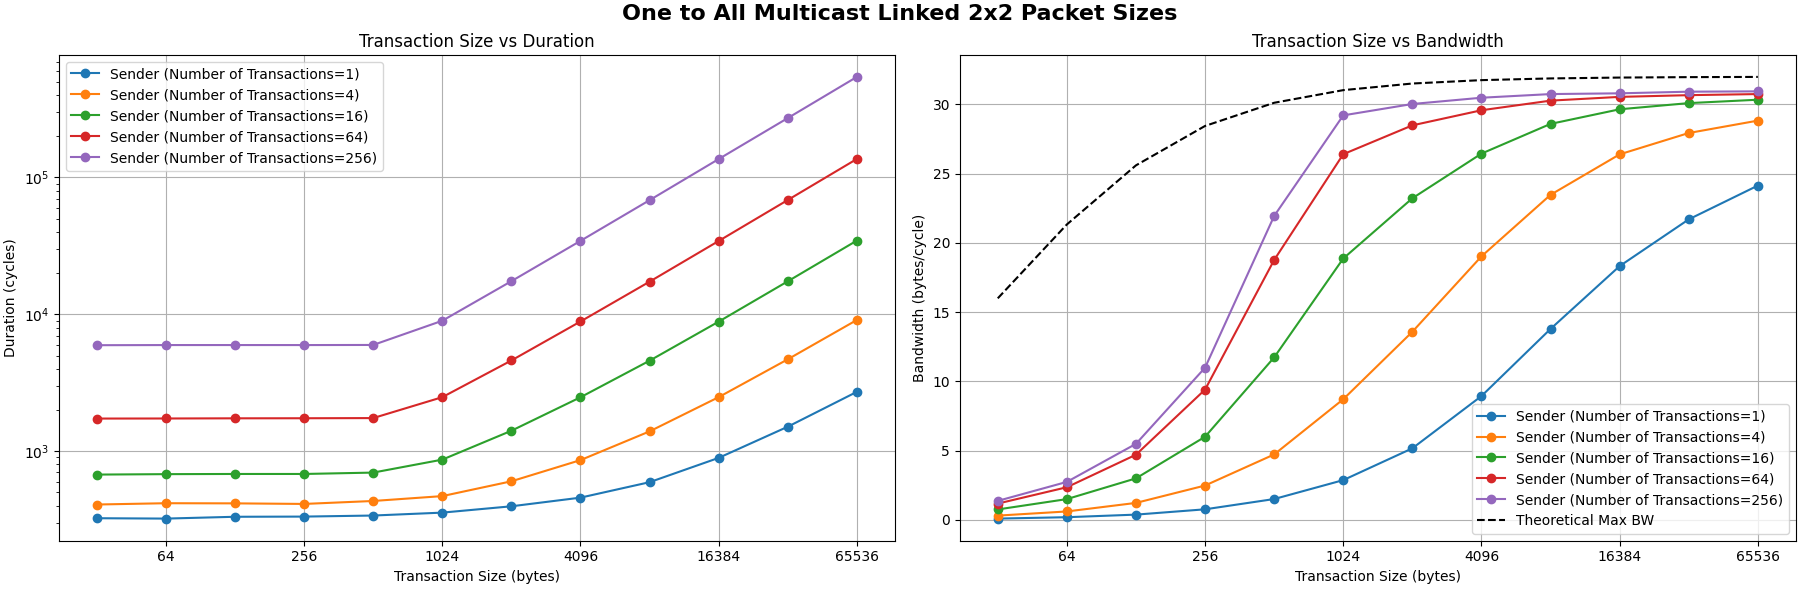 One to All Multicast Linked 2x2 Packet Sizes
Transaction Size vs Duration
Sender (Number of Transactions=1)
Sender (Number of Transactions=4)
Sender (Number of Transactions=16)
Sender (Number of Transactions=64)
Sender (Number of Transactions=256)
Duration (cycles)
10^5
10^4
10^3
64
256
1024
4096
16384
65536
Transaction Size (bytes)
Transaction Size vs Bandwidth
Bandwidth (bytes/cycle)
30
25
20
15
10
5
0
Sender (Number of Transactions=1)
Sender (Number of Transactions=4)
Sender (Number of Transactions=16)
Sender (Number of Transactions=64)
Sender (Number of Transactions=256)
Theoretical Max BW
64
256
1024
4096
16384
65536
Transaction Size (bytes)